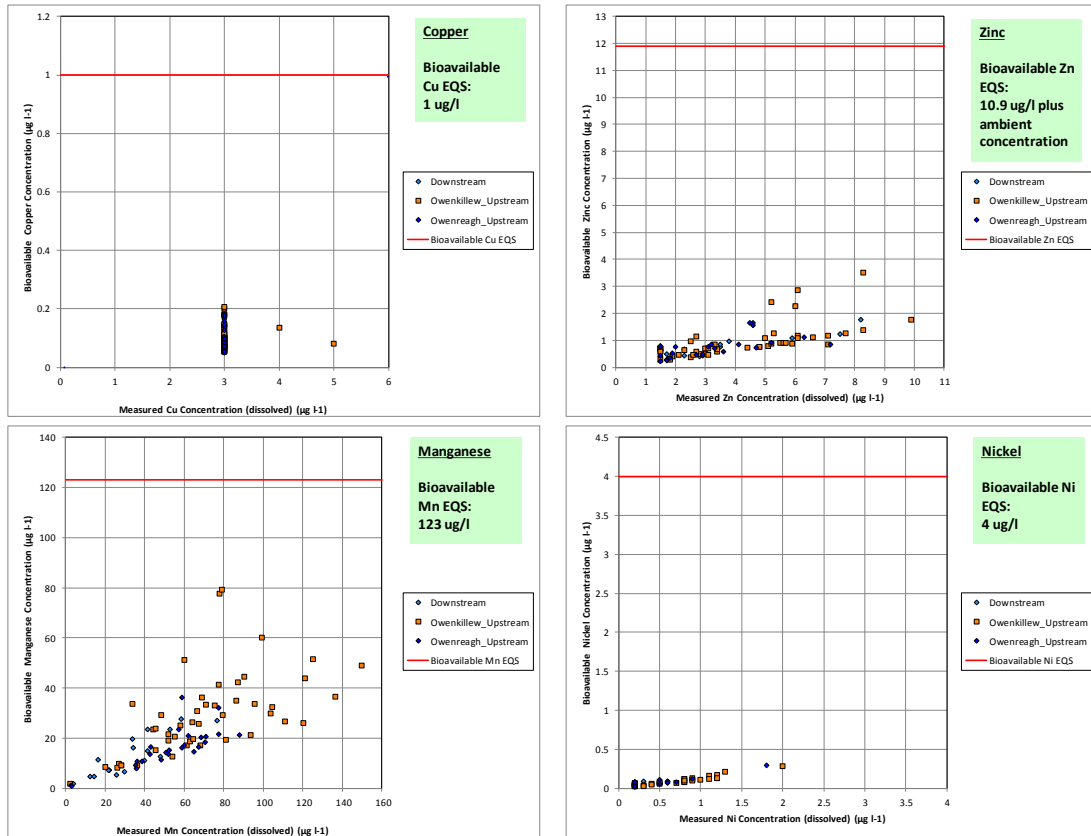 1.2
1
0.8
0.6
0.4
0.2
0
0
1
2
3
4
5
6
Bioavailable Copper Concentration (µg l-1)
Measured Cu Concentration (dissolved) (µg l-1)
Copper
Bioavailable
Cu EQS:
1 ug/l
Downstream
Owenkillew_Upstream
Owenreagh_Upstream
Bioavailable Cu EQS
13
12
11
10
9
8
7
6
5
4
3
2
1
0
0
1
2
3
4
5
6
7
8
9
10
11
Bioavailable Zinc Concentration (µg l-1)
Measured Zn Concentration (dissolved) (µg l-1)
Zinc
Bioavailable Zn
EQS:
10.9 ug/l plus
ambient
concentration
Downstream
Owenkillew_Upstream
Owenreagh_Upstream
Bioavailable Zn EQS
140
120
100
80
60
40
20
0
0
20
40
60
80
100
120
140
160
Bioavailable Manganese Concentration (µg l-1)
Measured Mn Concentration (dissolved) (µg l-1)
Manganese
Bioavailable
Mn EQS:
123 ug/l
Downstream
Owenkillew_Upstream
Owenreagh_Upstream
Bioavailable Mn EQS
4.5
4
3.5
3
2.5
2
1.5
1
0.5
0
0
0.5
1
1.5
2
2.5
3
3.5
4
Bioavailable Nickel Concentration (µg l-1)
Measured Ni Concentration (dissolved) (µg l-1)
Nickel
Bioavailable Ni
EQS:
4 ug/l
Downstream
Owenkillew_Upstream
Owenreagh_Upstream
Bioavailable Ni EQS